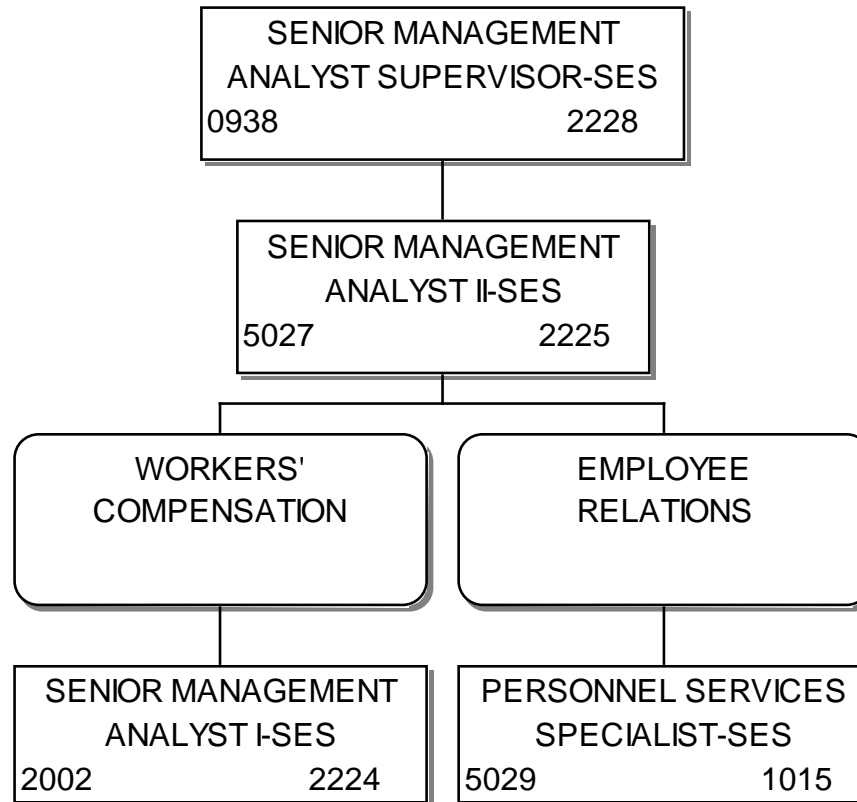 SENIOR MANAGEMENT
ANALYST SUPERVISOR-SES
0938 2228
SENIOR MANAGEMENT
ANALYST II-SES
5027 2225
WORKERS'
COMPENSATION
EMPLOYEE
RELATIONS
SENIOR MANAGEMENT
ANALYST I-SES
2002 2224
PERSONNEL SERVICES
SPECIALIST-SES
5029 1015